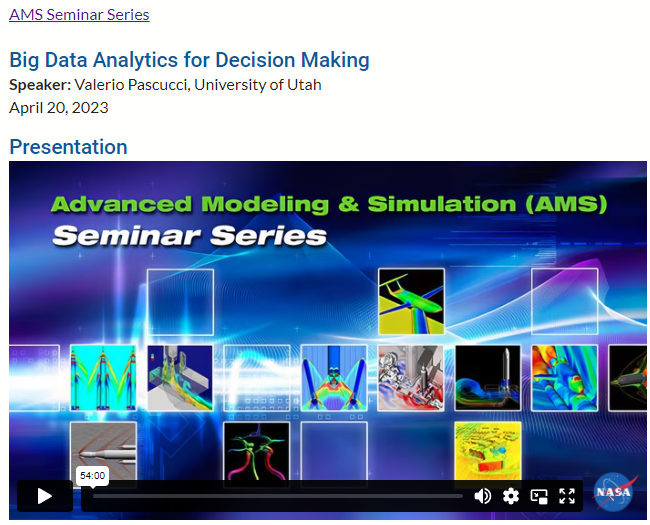 AMS Seminar Series
Big Data Analytics for Decision Making
Speaker: Valerio Pascucci, University of Utah
April 20, 2023
Presentation
Advanced Modeling & Simulation (AMS)
Seminar Series
54:00
NASA